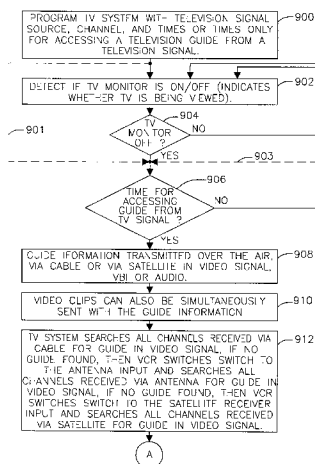 PROGRAM TV SYSTEM WITH TELEVISION SIGNAL
SOURCE, CHANNEL, AND TIMES OR TIMES ONLY
FOR ACCESSING A TELEVISION GUIDE FROM A
TELEVISION SIGNAL.
900
DETECT IF TV MONITOR IS ON/OFF (INDICATES
WHETHER TV IS BEING VIEWED).
902
904
901
TV
MONITOR
OFF ?
NO
YES
903
906
TIME FOR
ACCESSING
GUIDE FROM
TV SIGNAL ?
NO
YES
GUIDE IFORMATION TRANSMITTED OVER THE AIR,
VIA CABLE OR VIA SATELLITE IN VIDEO SIGNAL,
VBI OR AUDIO.
908
VIDEO CLIPS CAN ALSO BE SIMULTANEOUSLY
SENT WITH THE GUIDE INFORMATION
910
912
TV SYSTEM SEARCHES ALL CHANNELS RECEIVED VIA
CABLE FOR GUIDE IN VIDEO SIGNAL, IF NO
GUIDE FOUND, THEN VCR SWITCHES SWITCH TO
THE ANTENNA INPUT AND SEARCHES ALL
CHANNELS RECEIVED VIA ANTENNA FOR GUIDE IN
VIDEO SIGNAL, IF NO GUIDE FOUND, THEN VCR
SWITCHES SWITCH TO THE SATELLITE RECEIVER
INPUT AND SEARCHES ALL CHANNELS RECEIVED
VIA SATELLITE FOR GUIDE IN VIDEO SIGNAL.
A